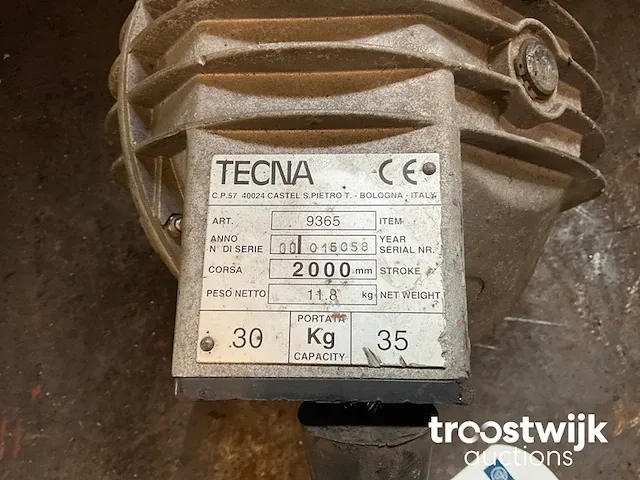 TECNA CE
C.P.57 40024 CASTEL S.PIETRO T. - BOLOGNA - ITALY
ART. 9365 ITEM
ANNO YEAR
N° DI SERIE 00 015058 SERIAL NR.
CORSA 2000 mm STROKE
PESO NETTO 11.8 kg NET WEIGHT
PORTATA
30 Kg 35
CAPACITY
troostwijk
auctions